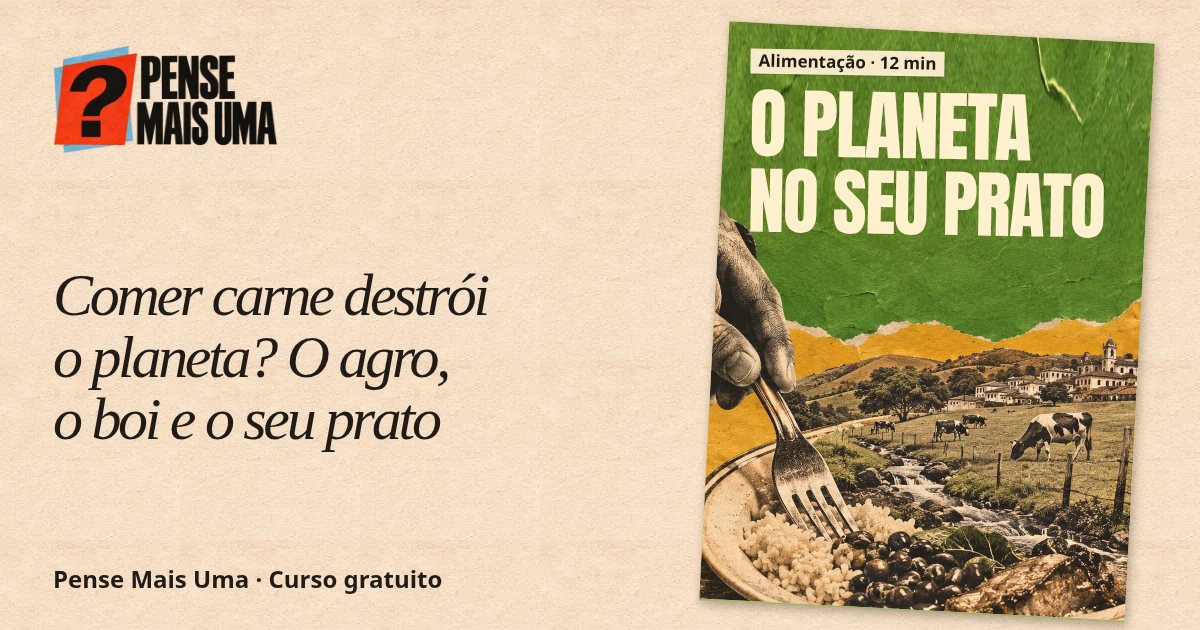 ?
PENSE
MAIS UMA
Comer carne destrói
o planeta? O agro,
o boi e o seu prato
Pense Mais Uma · Curso gratuito
Alimentação · 12 min
O PLANETA
NO SEU PRATO